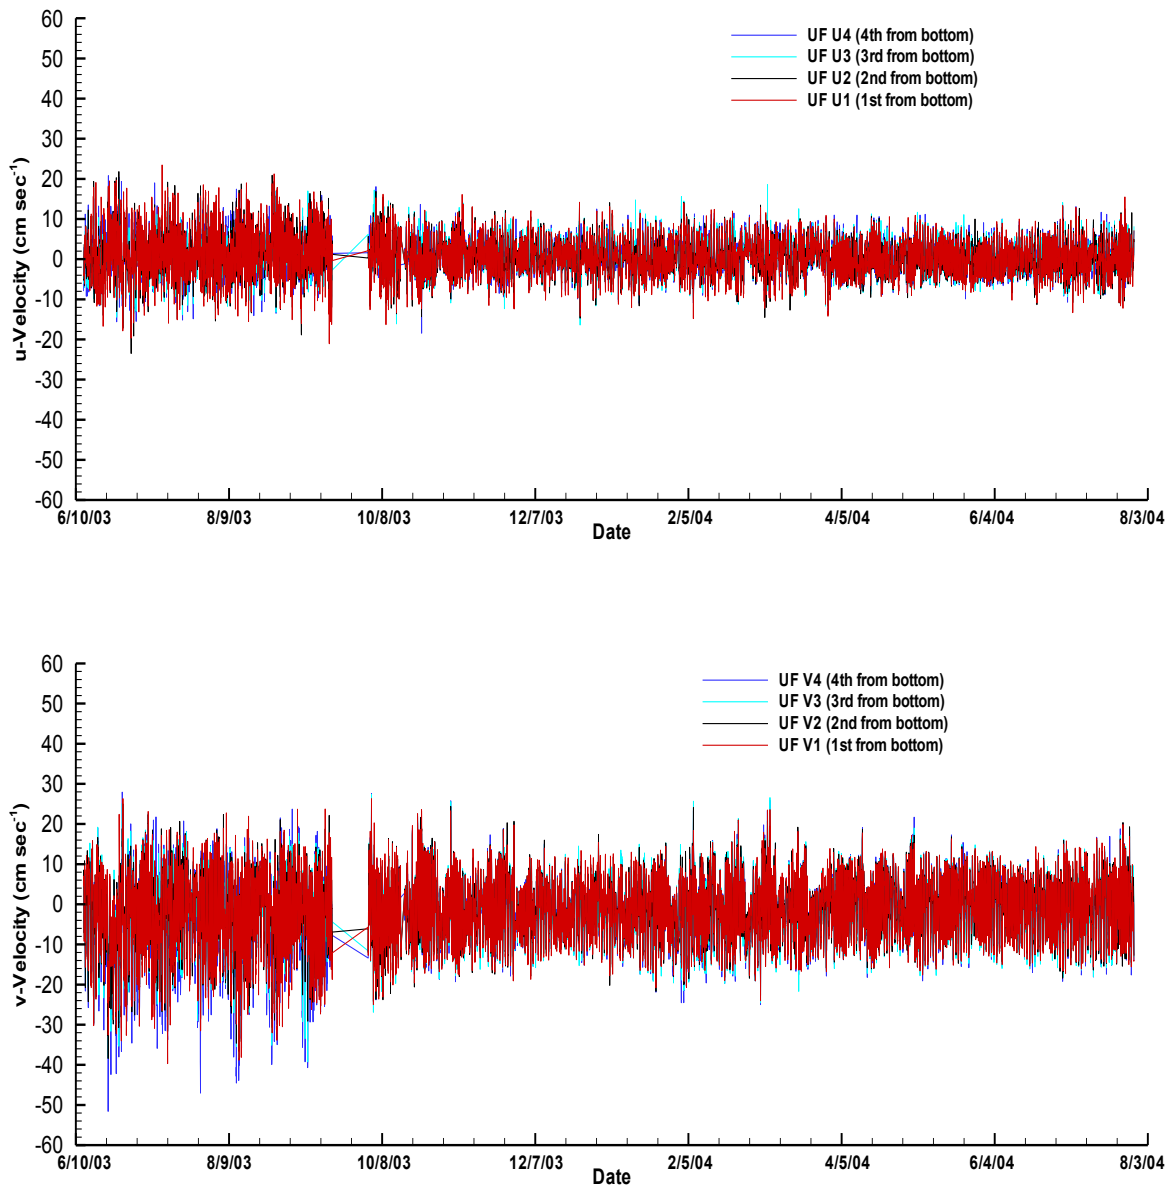 60
50
40
30
20
10
0
-10
-20
-30
-40
-50
-60
u-Velocity (cm sec-1)
UF U4 (4th from bottom)
UF U3 (3rd from bottom)
UF U2 (2nd from bottom)
UF U1 (1st from bottom)
6/10/03 8/9/03 10/8/03 12/7/03 2/5/04 4/5/04 6/4/04 8/3/04
Date
60
50
40
30
20
10
0
-10
-20
-30
-40
-50
-60
v-Velocity (cm sec-1)
UF V4 (4th from bottom)
UF V3 (3rd from bottom)
UF V2 (2nd from bottom)
UF V1 (1st from bottom)
6/10/03 8/9/03 10/8/03 12/7/03 2/5/04 4/5/04 6/4/04 8/3/04
Date